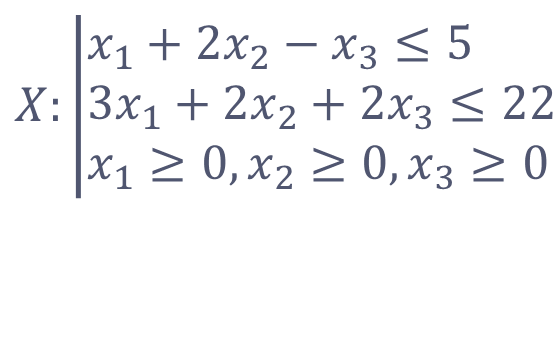 x₁ + 2x₂ − x₃ ≤ 5
X: 3x₁ + 2x₂ + 2x₃ ≤ 22
x₁ ≥ 0, x₂ ≥ 0, x₃ ≥ 0